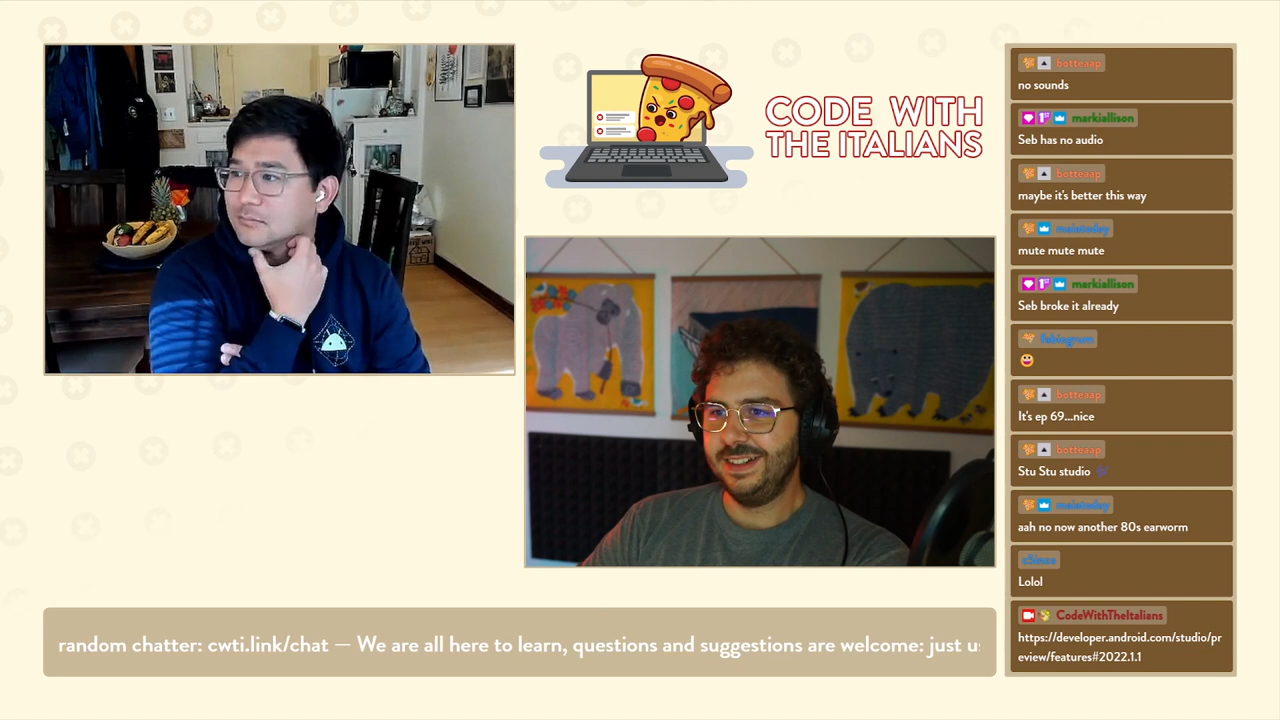 CODE WITH
THE ITALIANS
botteaap
no sounds
markiallison
Seb has no audio
botteaap
maybe it's better this way
mute mute mute
markiallison
Seb broke it already
botteaap
It's ep 69...nice
botteaap
Stu Stu studio
aah no now another 80s earworm
Lolol
CodeWithTheItalians
https://developer.android.com/studio/pr
eview/features#2022.1.1
random chatter: cwti.link/chat — We are all here to learn, questions and suggestions are welcome: just u